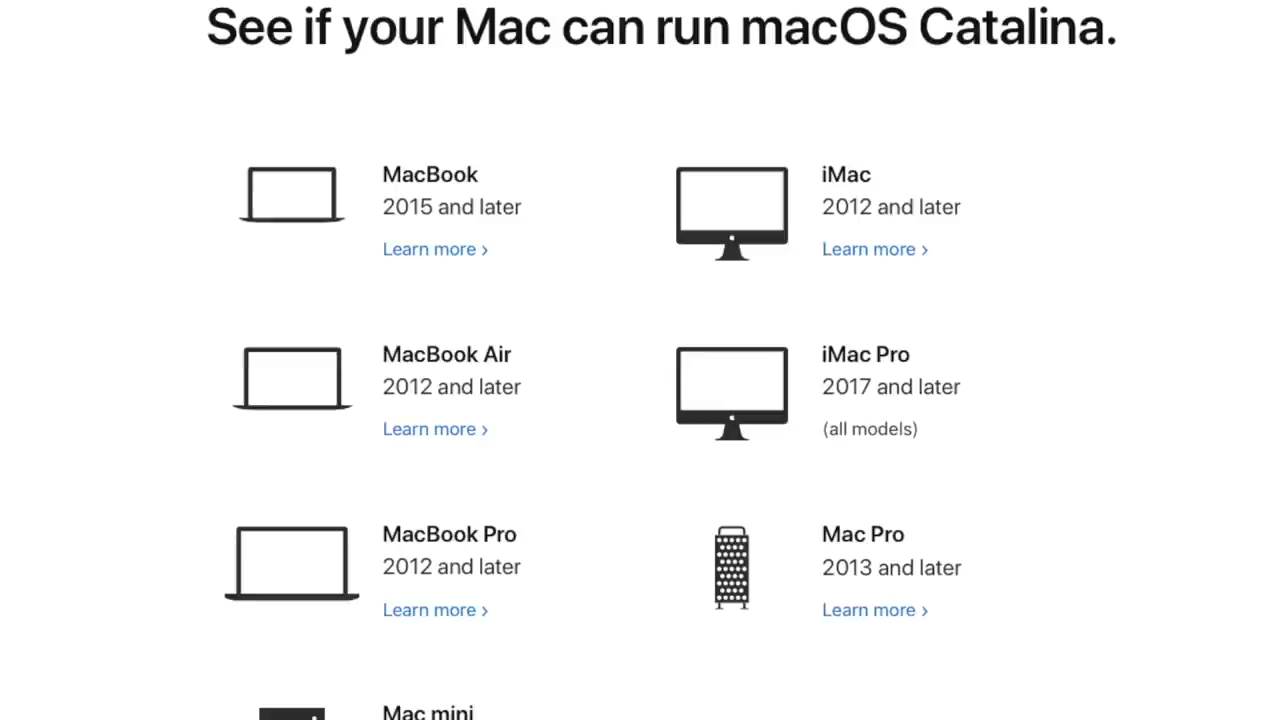 See if your Mac can run macOS Catalina.
MacBook
2015 and later
Learn more ›
iMac
2012 and later
Learn more ›
MacBook Air
2012 and later
Learn more ›
iMac Pro
2017 and later
(all models)
MacBook Pro
2012 and later
Learn more ›
Mac Pro
2013 and later
Learn more ›
Mac mini